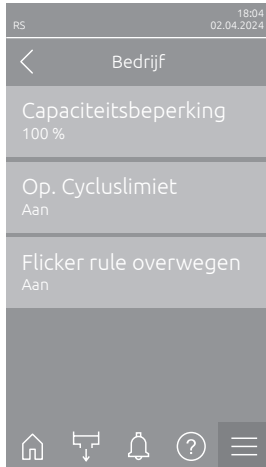 18:04
RS 02.04.2024
Bedrijf
Capaciteitsbeperking
100 %
Op. Cycluslimiet
Aan
Flicker rule overwegen
Aan
?